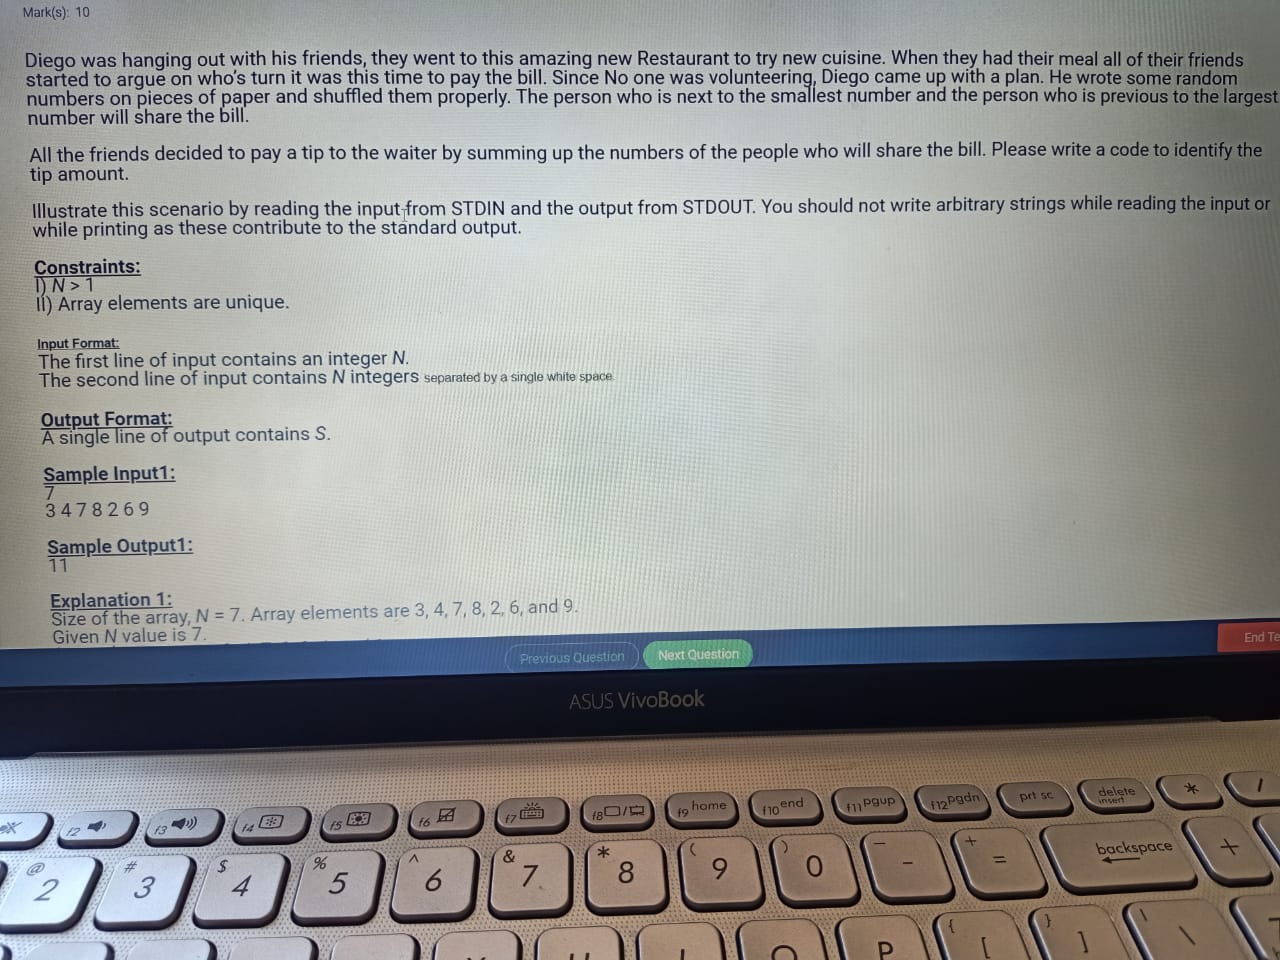 Mark(s): 10
Diego was hanging out with his friends, they went to this amazing new Restaurant to try new cuisine. When they had their meal all of their friends
started to argue on who's turn it was this time to pay the bill. Since No one was volunteering, Diego came up with a plan. He wrote some random
numbers on pieces of paper and shuffled them properly. The person who is next to the smallest number and the person who is previous to the largest
number will share the bill.
All the friends decided to pay a tip to the waiter by summing up the numbers of the people who will share the bill. Please write a code to identify the
tip amount.
Illustrate this scenario by reading the input from STDIN and the output from STDOUT. You should not write arbitrary strings while reading the input or
while printing as these contribute to the standard output.
Constraints:
I) N > 1
II) Array elements are unique.
Input Format:
The first line of input contains an integer N.
The second line of input contains N integers separated by a single white space.
Output Format:
A single line of output contains S.
Sample Input1:
7
3 4 7 8 2 6 9
Sample Output1:
11
Explanation 1:
Size of the array, N = 7. Array elements are 3, 4, 7, 8, 2, 6, and 9.
Given N value is 7.
Previous Question Next Question End Te
ASUS VivoBook
f2 f3 f4 f5 f6 f7 f8 f9 home f10 end f11 pgup f12 pgdn prt sc delete insert * /
@ 2 # 3 $ 4 % 5 ^ 6 & 7 * 8 ( 9 ) 0 _ - + = backspace +
P { [ } ] | \